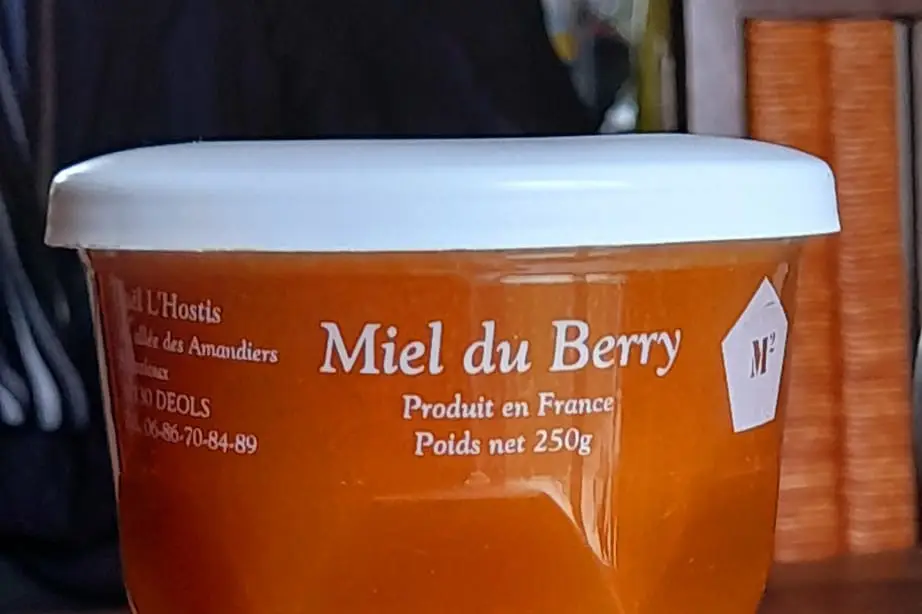 L'Hostis
des Amandiers
DEOLS
06-86-70-84-89
Miel du Berry
Produit en France
Poids net 250g
M²